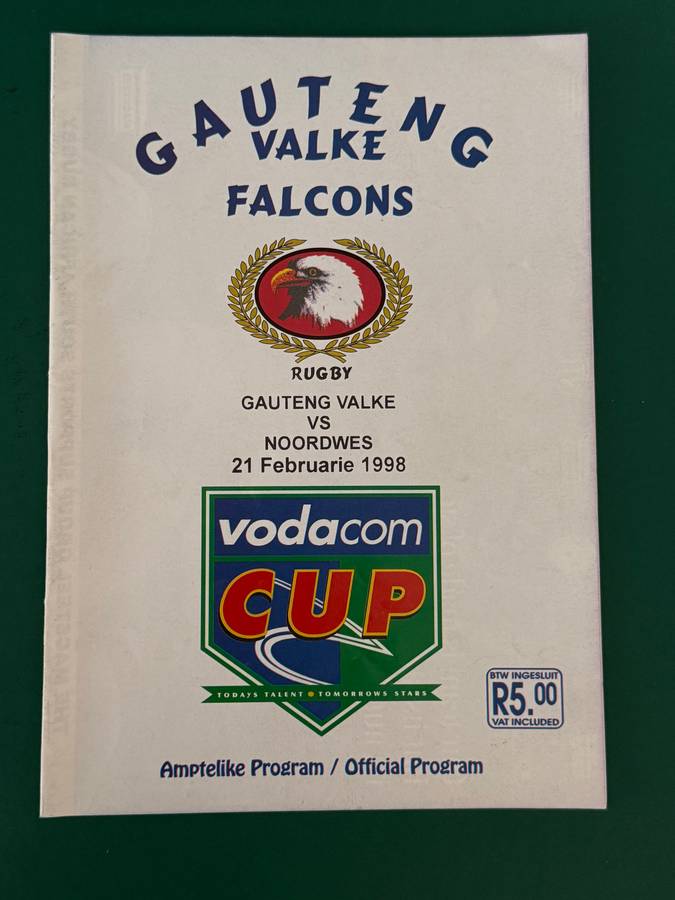 GAUTENG
VALKE
FALCONS
RUGBY
GAUTENG VALKE
VS
NOORDWES
21 Februarie 1998
vodacom
CUP
TODAYS TALENT TOMORROWS STARS
BTW INGESLUIT
R5.00
VAT INCLUDED
Amptelike Program / Official Program